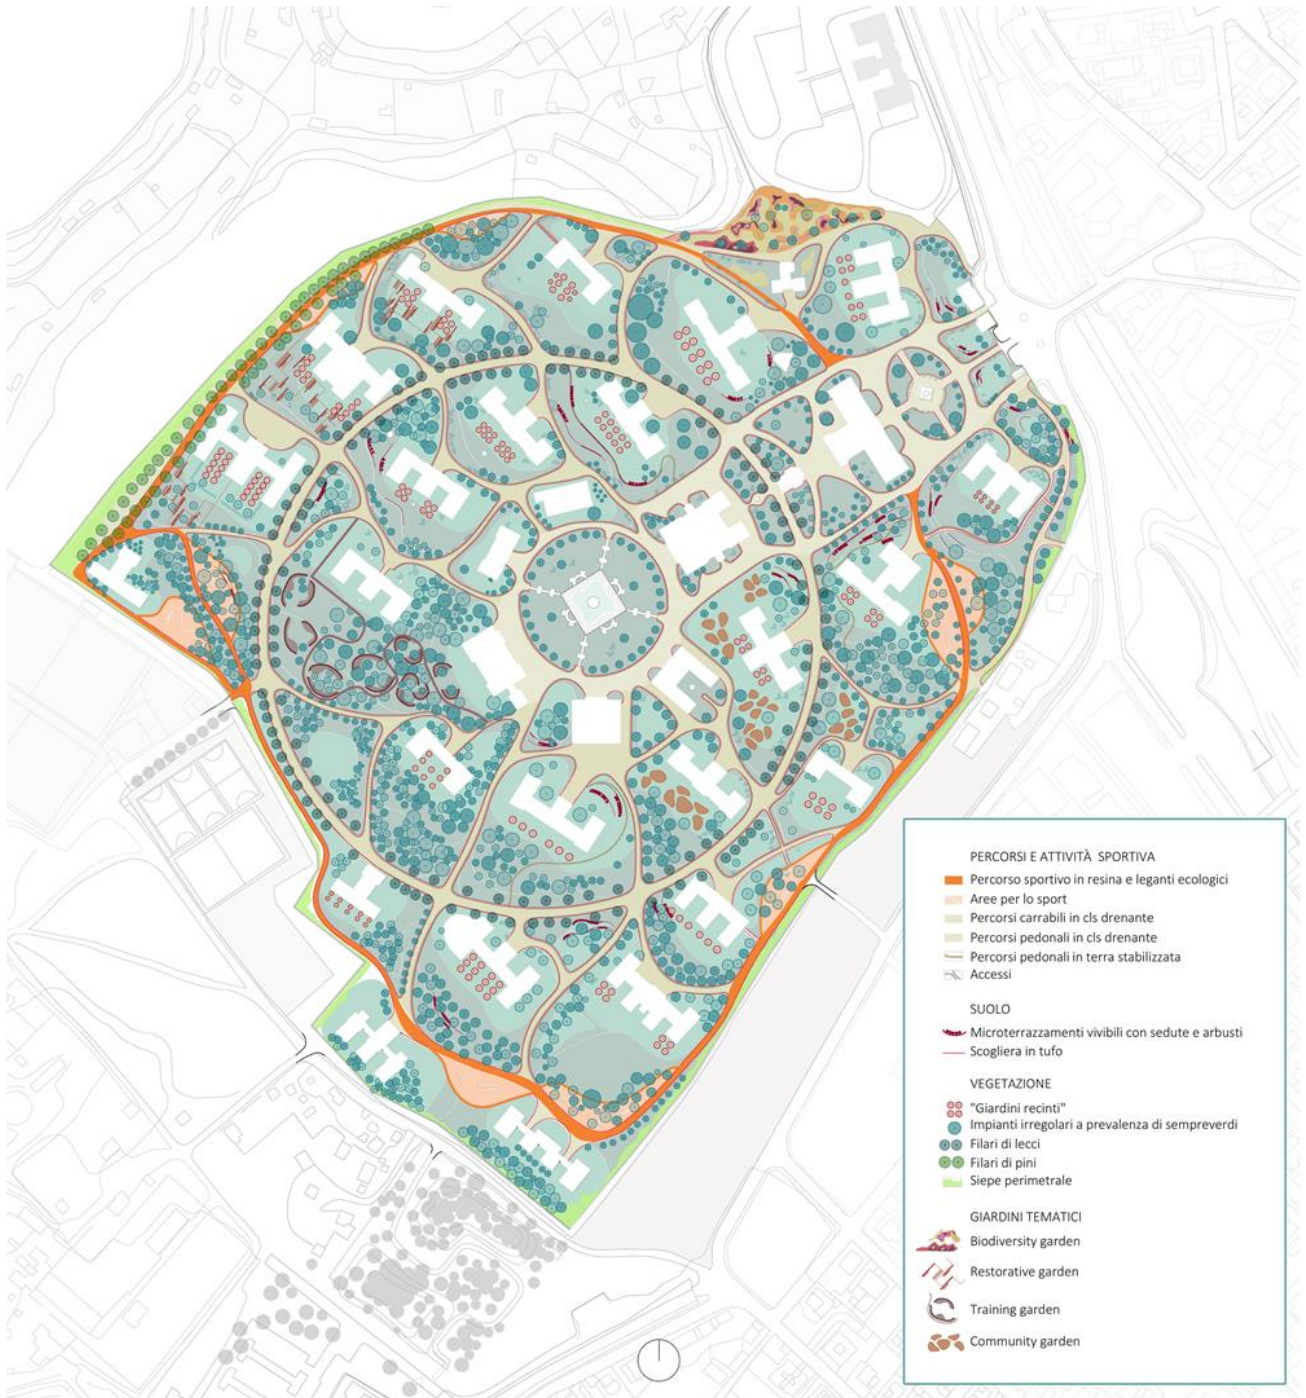 PERCORSI E ATTIVITÀ SPORTIVA
Percorso sportivo in resina e leganti ecologici
Aree per lo sport
Percorsi carrabili in cls drenante
Percorsi pedonali in cls drenante
Percorsi pedonali in terra stabilizzata
Accessi
SUOLO
Microterrazzamenti vivibili con sedute e arbusti
Scogliera in tufo
VEGETAZIONE
"Giardini recinti"
Impianti irregolari a prevalenza di sempreverdi
Filari di lecci
Filari di pini
Siepe perimetrale
GIARDINI TEMATICI
Biodiversity garden
Restorative garden
Training garden
Community garden